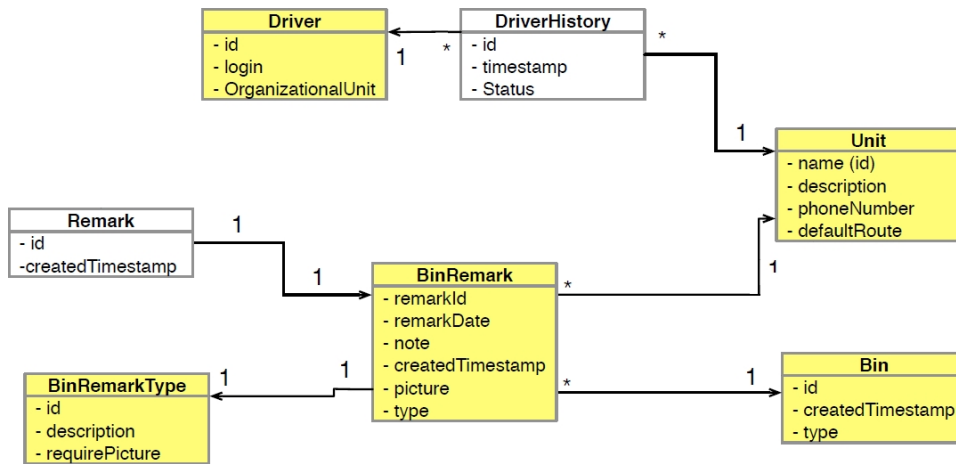 Driver
- id
- login
- OrganizationalUnit
1
*
DriverHistory
- id
- timestamp
- Status
*
1
Unit
- name (id)
- description
- phoneNumber
- defaultRoute
Remark
- id
-createdTimestamp
1
1
BinRemark
- remarkId
- remarkDate
- note
- createdTimestamp
- picture
- type
*
1
*
1
Bin
- id
- createdTimestamp
- type
BinRemarkType
- id
- description
- requirePicture
1
1